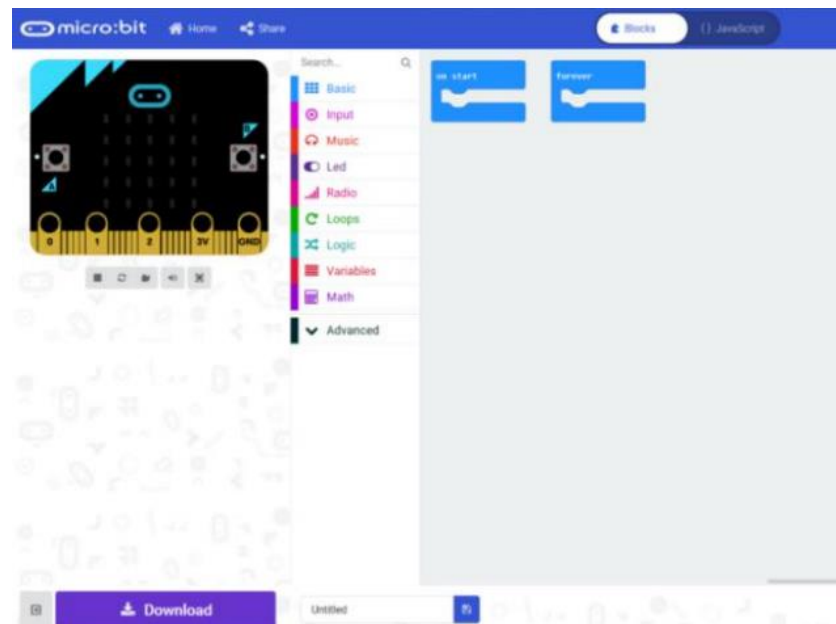 micro:bit Home Share Blocks {} JavaScript
Search...
Basic
Input
Music
Led
Radio
Loops
Logic
Variables
Math
Advanced
on start forever
B
A
0 1 2 3V GND
Download Untitled